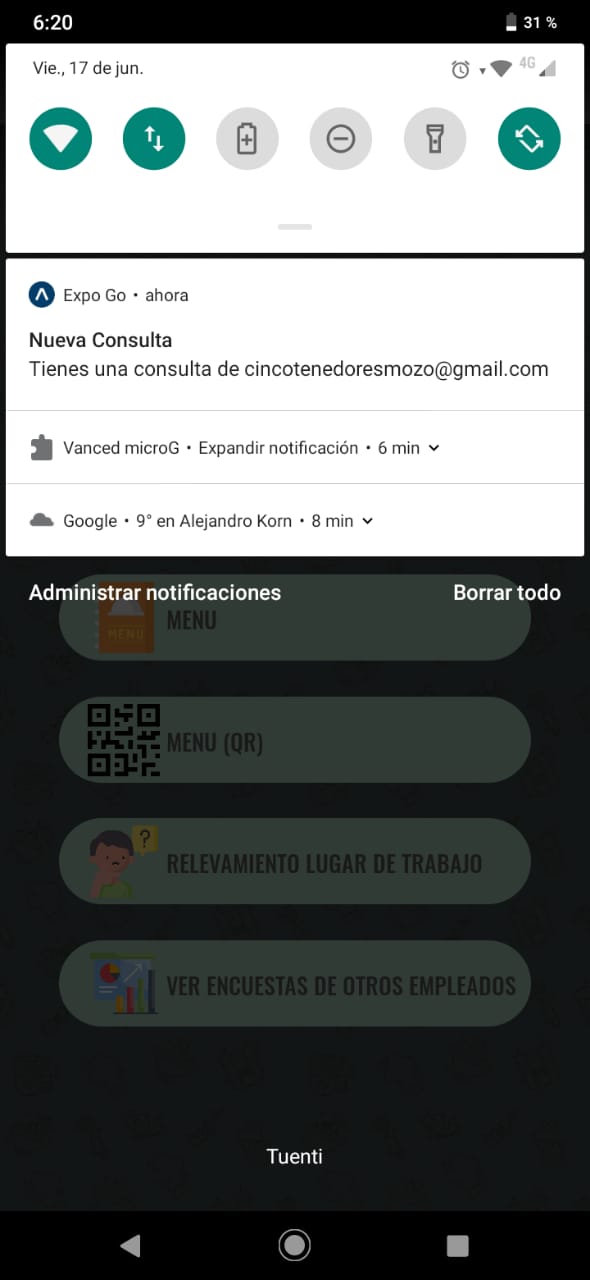 6:20
31 %
Vie., 17 de jun.
4G
Expo Go • ahora
Nueva Consulta
Tienes una consulta de cincotenedoresmozo@gmail.com
Vanced microG • Expandir notificación • 6 min
Google • 9° en Alejandro Korn • 8 min
Administrar notificaciones
Borrar todo
MENU
MENU
MENU (QR)
?
RELEVAMIENTO LUGAR DE TRABAJO
VER ENCUESTAS DE OTROS EMPLEADOS
Tuenti